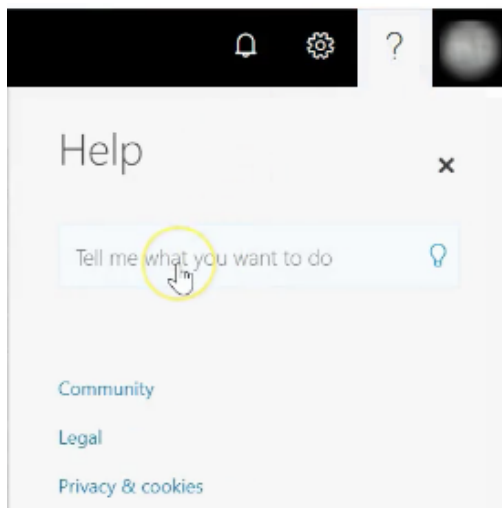 ?
Help
×
Tell me what you want to do
Community
Legal
Privacy & cookies